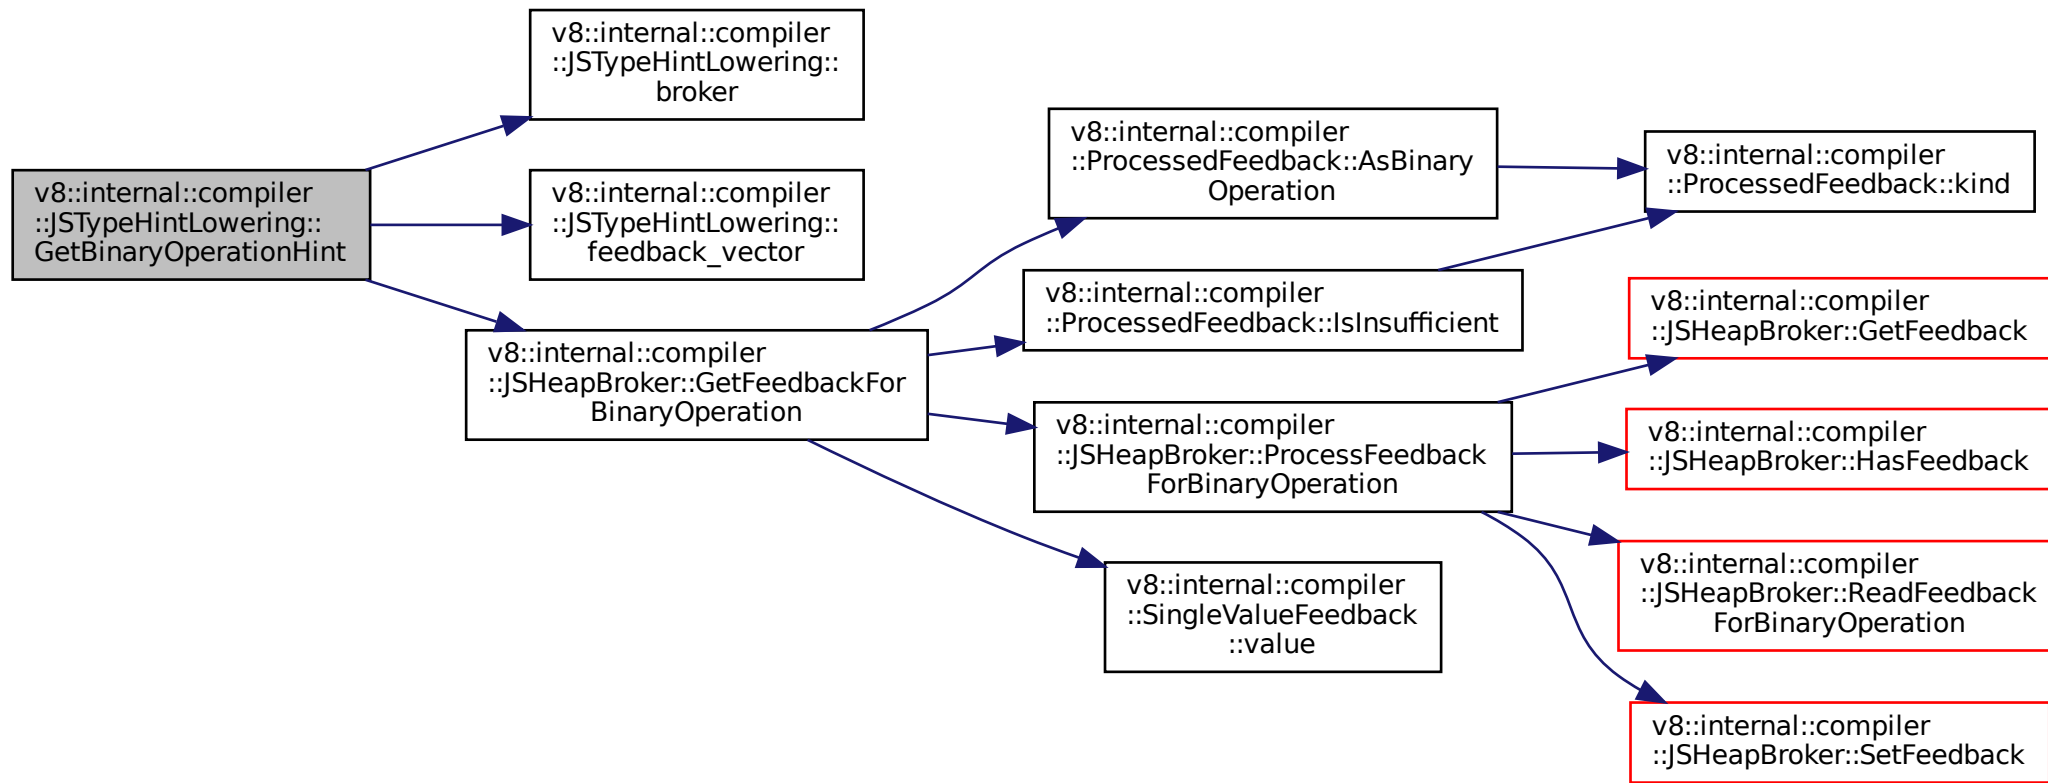 v8::internal::compiler
::JSTypeHintLowering::
GetBinaryOperationHint
v8::internal::compiler
::JSTypeHintLowering::
broker
v8::internal::compiler
::JSTypeHintLowering::
feedback_vector
v8::internal::compiler
::JSHeapBroker::GetFeedbackFor
BinaryOperation
v8::internal::compiler
::ProcessedFeedback::AsBinary
Operation
v8::internal::compiler
::ProcessedFeedback::IsInsufficient
v8::internal::compiler
::JSHeapBroker::ProcessFeedback
ForBinaryOperation
v8::internal::compiler
::SingleValueFeedback
::value
v8::internal::compiler
::ProcessedFeedback::kind
v8::internal::compiler
::JSHeapBroker::GetFeedback
v8::internal::compiler
::JSHeapBroker::HasFeedback
v8::internal::compiler
::JSHeapBroker::ReadFeedback
ForBinaryOperation
v8::internal::compiler
::JSHeapBroker::SetFeedback